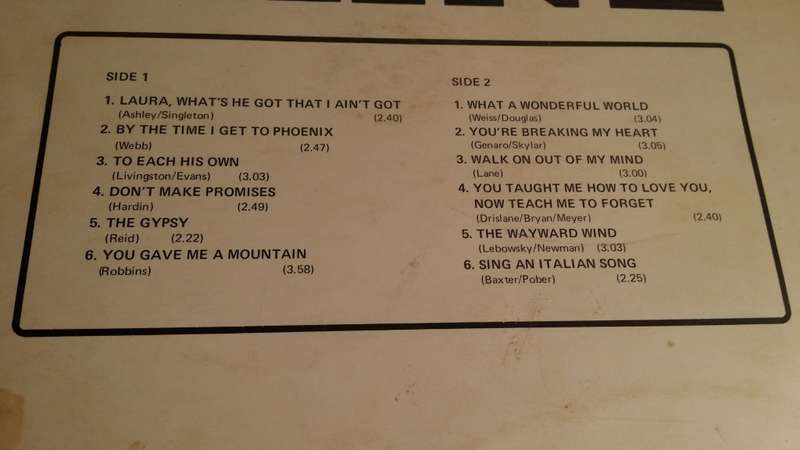 SIDE 1
1. LAURA, WHAT'S HE GOT THAT I AIN'T GOT
(Ashley/Singleton) (2.40)
2. BY THE TIME I GET TO PHOENIX
(Webb) (2.47)
3. TO EACH HIS OWN
(Livingston/Evans) (3.03)
4. DON'T MAKE PROMISES
(Hardin) (2.49)
5. THE GYPSY
(Reid) (2.22)
6. YOU GAVE ME A MOUNTAIN
(Robbins) (3.58)
SIDE 2
1. WHAT A WONDERFUL WORLD
(Weiss/Douglas) (3.04)
2. YOU'RE BREAKING MY HEART
(Genaro/Skylar) (3.05)
3. WALK ON OUT OF MY MIND
(Lane) (3.00)
4. YOU TAUGHT ME HOW TO LOVE YOU,
NOW TEACH ME TO FORGET
(Drislane/Bryan/Meyer) (2.40)
5. THE WAYWARD WIND
(Lebowsky/Newman) (3.03)
6. SING AN ITALIAN SONG
(Baxter/Pober) (2.25)